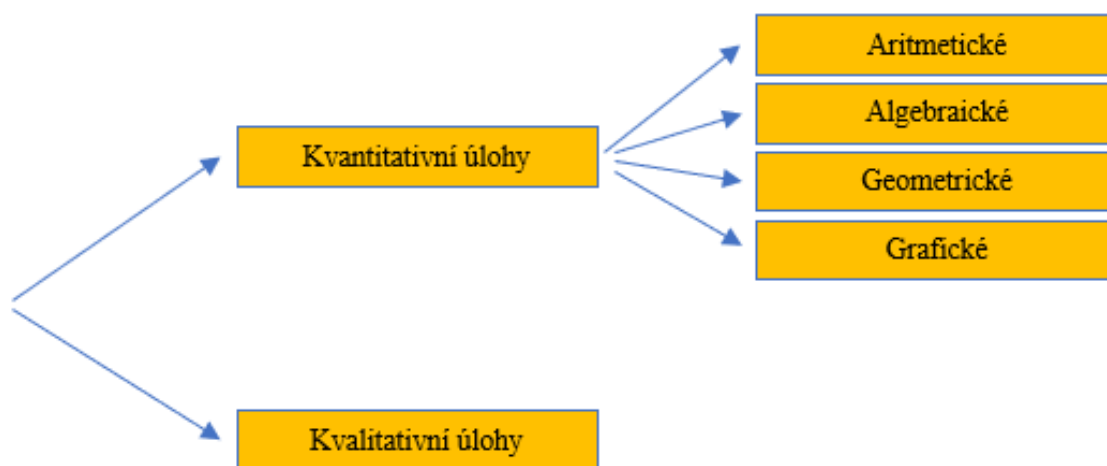 Aritmetické
Algebraické
Kvantitativní úlohy
Geometrické
Grafické
Kvalitativní úlohy